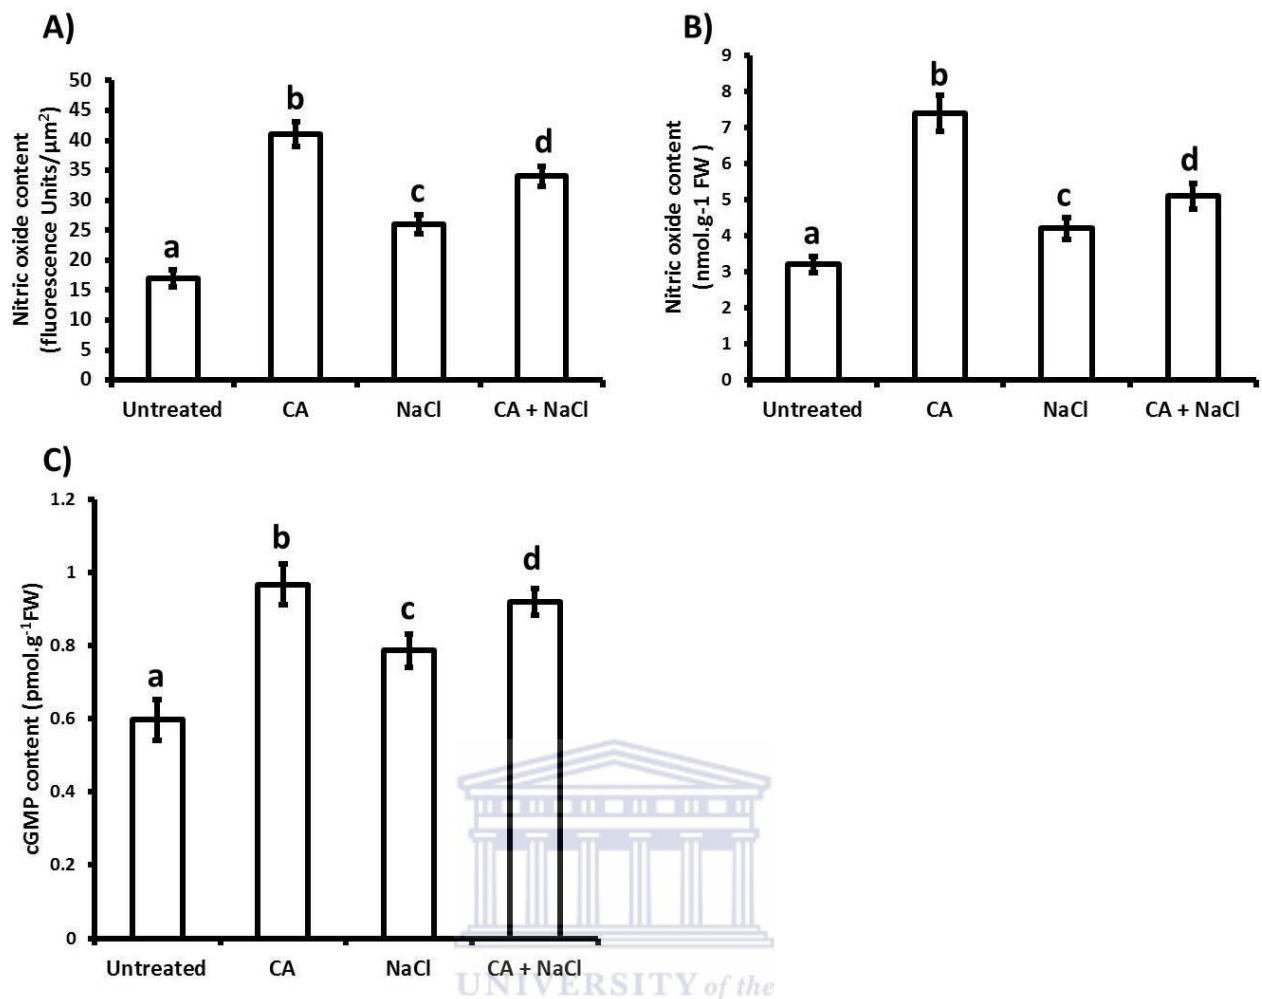 A)
Nitric oxide content
(fluorescence Units/µm²)
50
45
40
35
30
25
20
15
10
5
0
a
b
c
d
Untreated CA NaCl CA + NaCl
B)
Nitric oxide content
(nmol.g-1 FW )
9
8
7
6
5
4
3
2
1
0
a
b
c
d
Untreated CA NaCl CA + NaCl
C)
cGMP content (pmol.g⁻¹FW)
1.2
1
0.8
0.6
0.4
0.2
0
a
b
c
d
Untreated CA NaCl CA + NaCl
UNIVERSITY of the